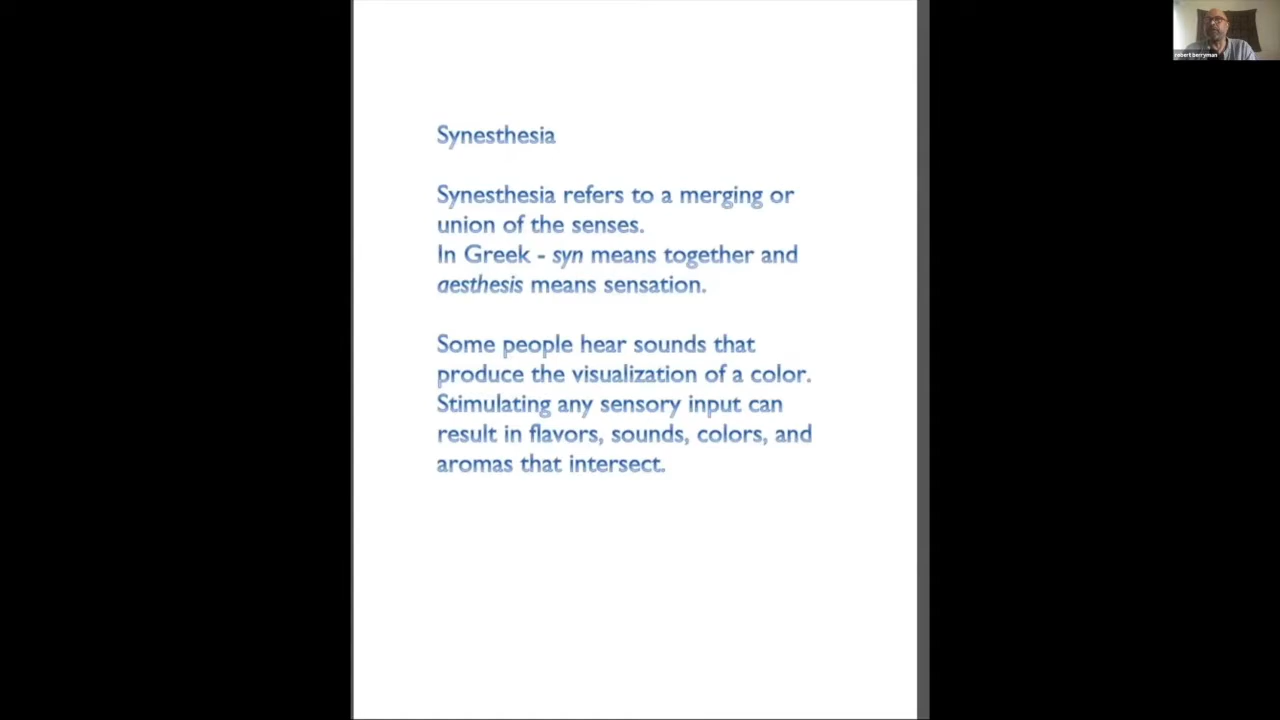 Synesthesia
Synesthesia refers to a merging or
union of the senses.
In Greek - syn means together and
aesthesis means sensation.
Some people hear sounds that
produce the visualization of a color.
Stimulating any sensory input can
result in flavors, sounds, colors, and
aromas that intersect.
robert berryman